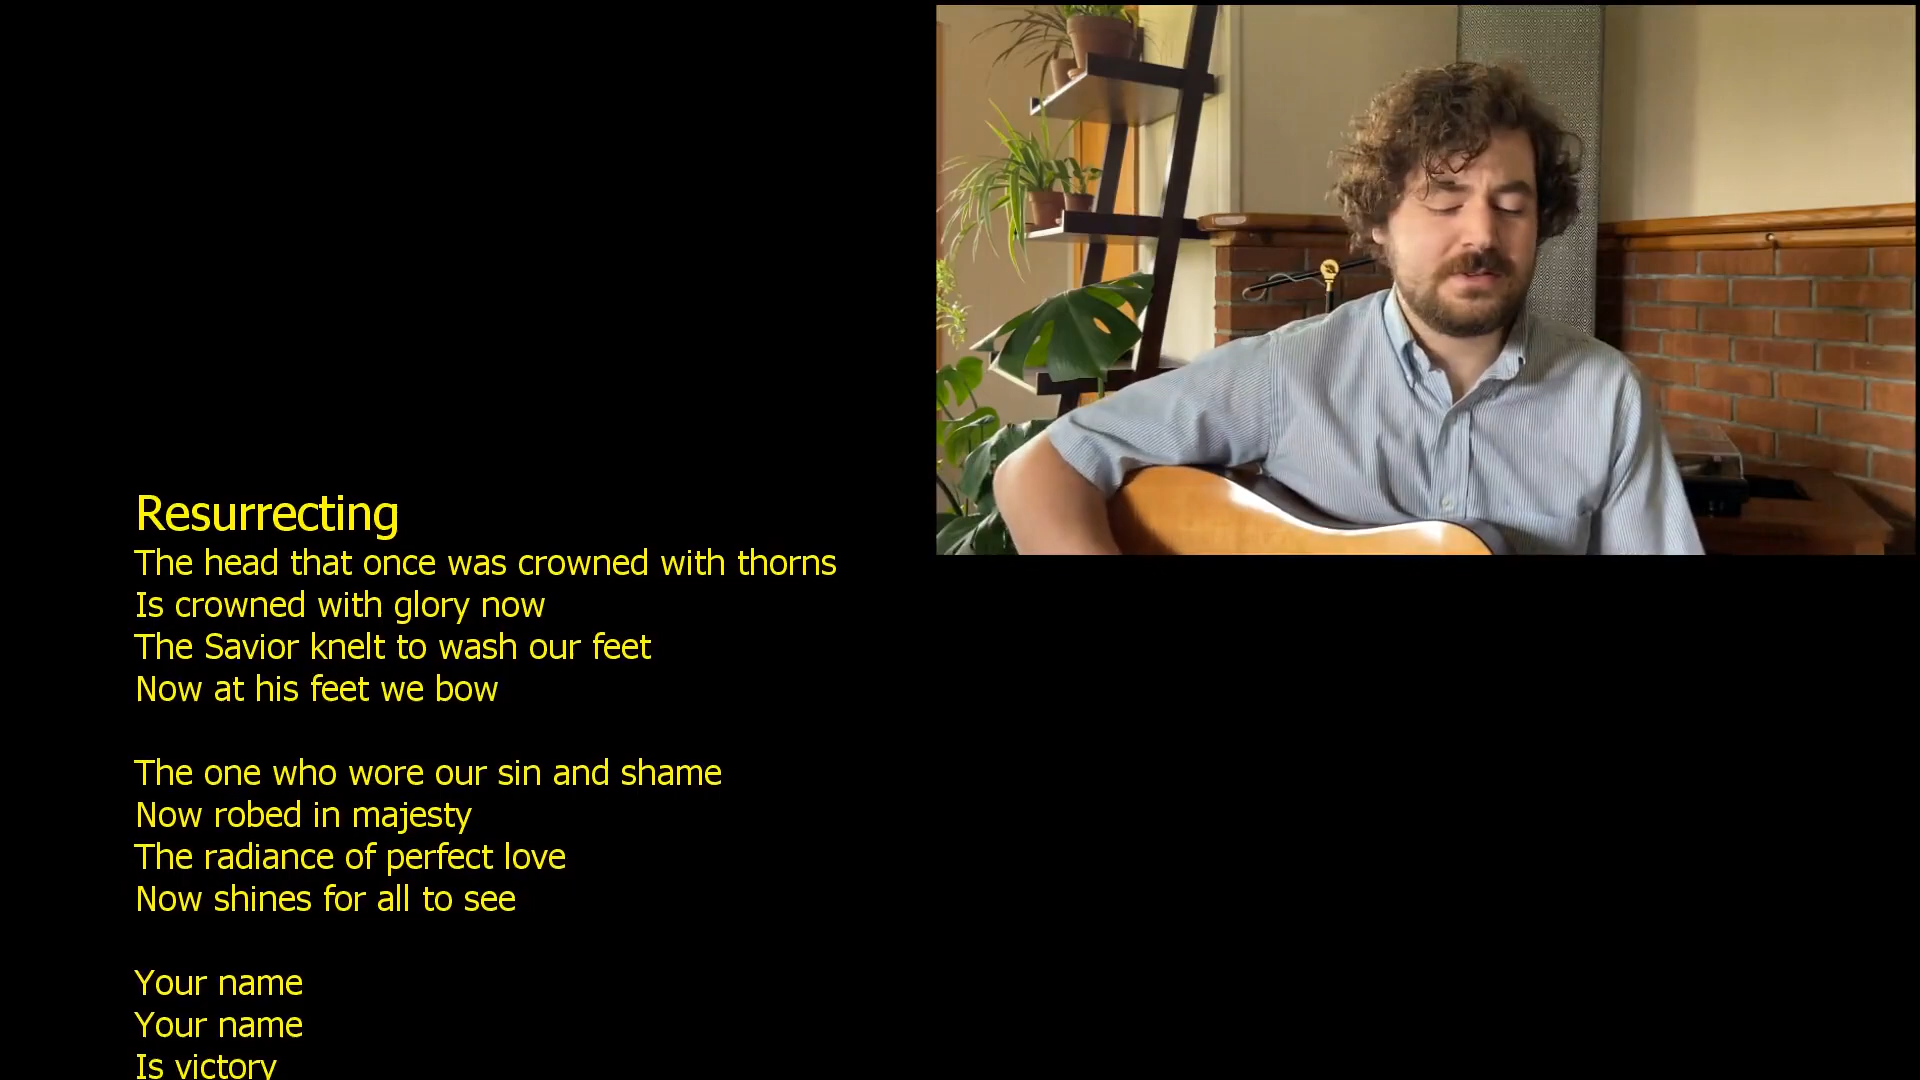 Resurrecting
The head that once was crowned with thorns
Is crowned with glory now
The Savior knelt to wash our feet
Now at his feet we bow
The one who wore our sin and shame
Now robed in majesty
The radiance of perfect love
Now shines for all to see
Your name
Your name
Is victory